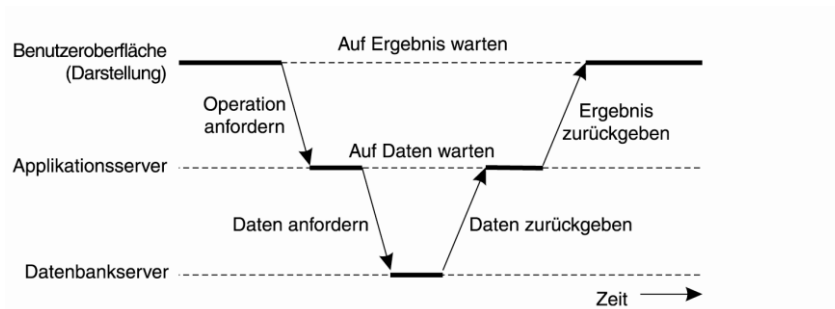 Benutzeroberfläche
(Darstellung)
Auf Ergebnis warten
Operation
anfordern
Ergebnis
zurückgeben
Applikationsserver
Auf Daten warten
Daten anfordern
Daten zurückgeben
Datenbankserver
Zeit